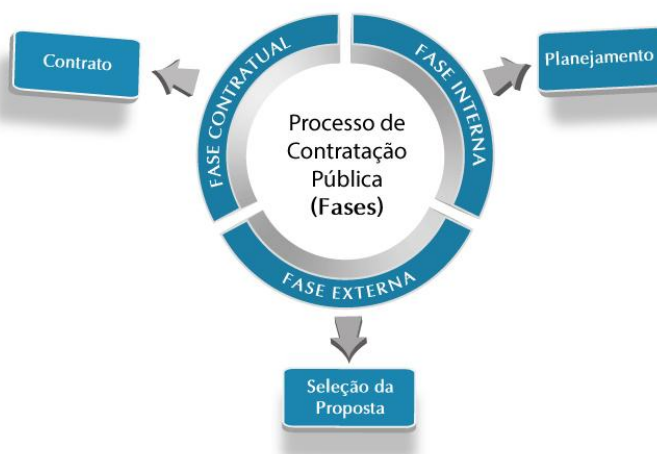 Contrato
FASE CONTRATUAL
FASE INTERNA
Planejamento
Processo de
Contratação
Pública
(Fases)
FASE EXTERNA
Seleção da
Proposta